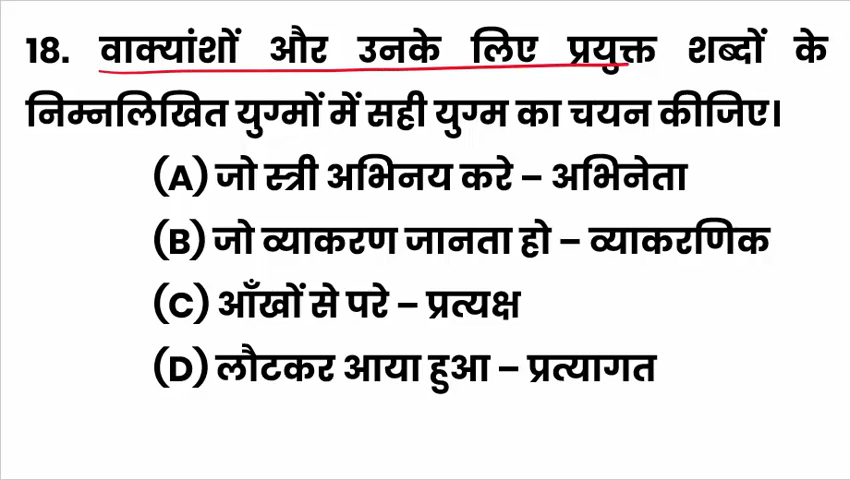 18. वाक्यांशों और उनके लिए प्रयुक्त शब्दों के
निम्नलिखित युग्मों में सही युग्म का चयन कीजिए।
(A) जो स्त्री अभिनय करे – अभिनेता
(B) जो व्याकरण जानता हो – व्याकरणिक
(C) आँखों से परे – प्रत्यक्ष
(D) लौटकर आया हुआ – प्रत्यागत